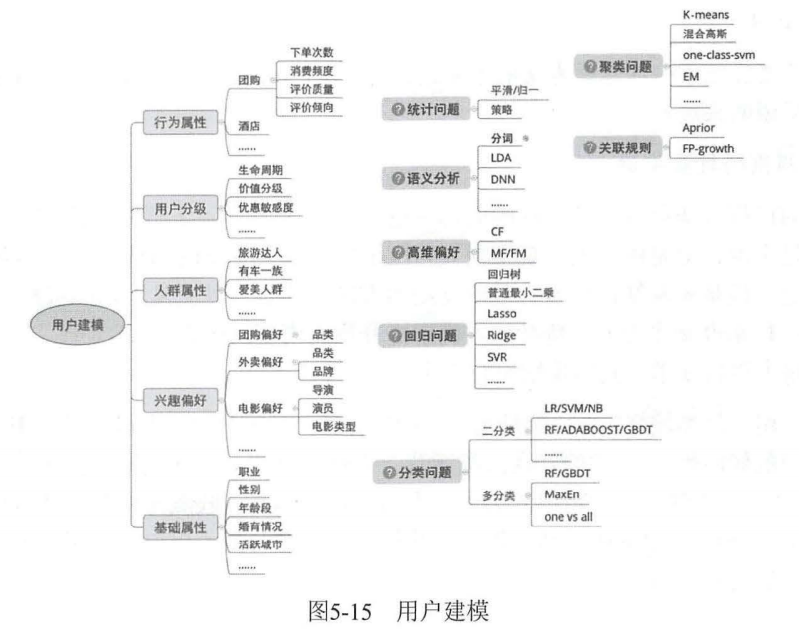 用户建模
行为属性
团购
下单次数
消费频度
评价质量
评价倾向
酒店
......
用户分级
生命周期
价值分级
优惠敏感度
......
人群属性
旅游达人
有车一族
爱美人群
......
兴趣偏好
团购偏好
品类
外卖偏好
品类
品牌
电影偏好
导演
演员
电影类型
......
基础属性
职业
性别
年龄段
婚育情况
活跃城市
......
统计问题
平滑/归一
策略
语义分析
分词
LDA
DNN
......
高维偏好
CF
MF/FM
回归问题
回归树
普通最小二乘
Lasso
Ridge
SVR
......
分类问题
二分类
LR/SVM/NB
RF/ADABOOST/GBDT
......
多分类
RF/GBDT
MaxEn
one vs all
聚类问题
K-means
混合高斯
one-class-svm
EM
......
关联规则
Aprior
FP-growth
图5-15 用户建模